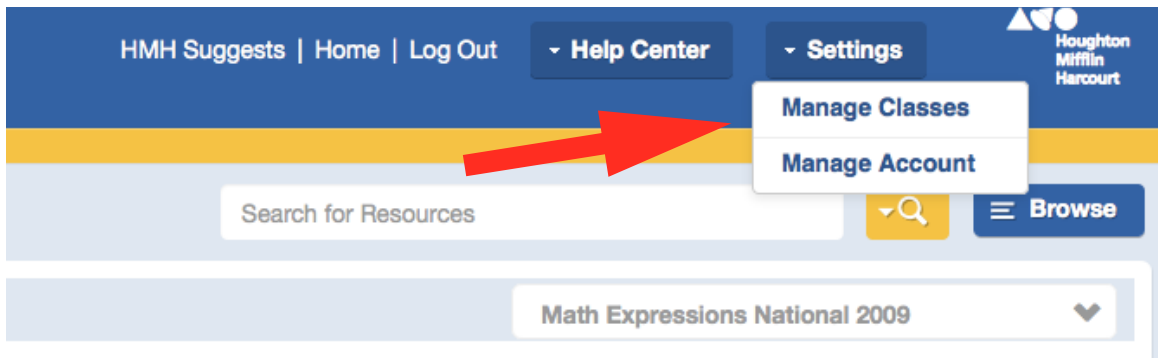 HMH Suggests | Home | Log Out
Help Center
Settings
Houghton
Mifflin
Harcourt
Manage Classes
Manage Account
Search for Resources
Browse
Math Expressions National 2009